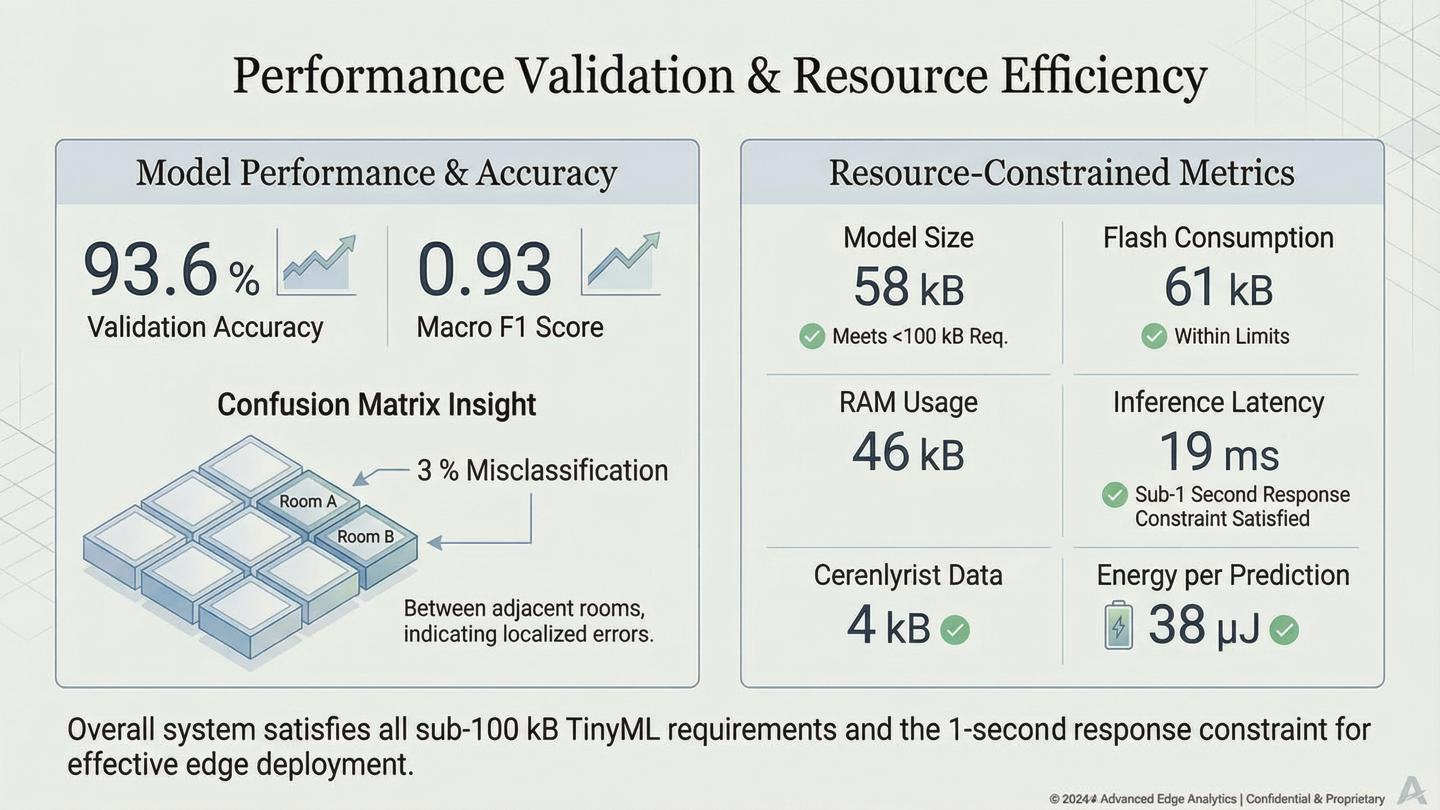 Performance Validation & Resource Efficiency
Model Performance & Accuracy
93.6 %
Validation Accuracy
0.93
Macro F1 Score
Confusion Matrix Insight
3 % Misclassification
Room A
Room B
Between adjacent rooms,
indicating localized errors.
Resource-Constrained Metrics
Model Size
58 kB
Meets <100 kB Req.
Flash Consumption
61 kB
Within Limits
RAM Usage
46 kB
Inference Latency
19 ms
Sub-1 Second Response
Constraint Satisfied
Cerenlyrist Data
4 kB
Energy per Prediction
38 µJ
Overall system satisfies all sub-100 kB TinyML requirements and the 1-second response constraint for
effective edge deployment.
© Advanced Edge Analytics | Confidential & Proprietary